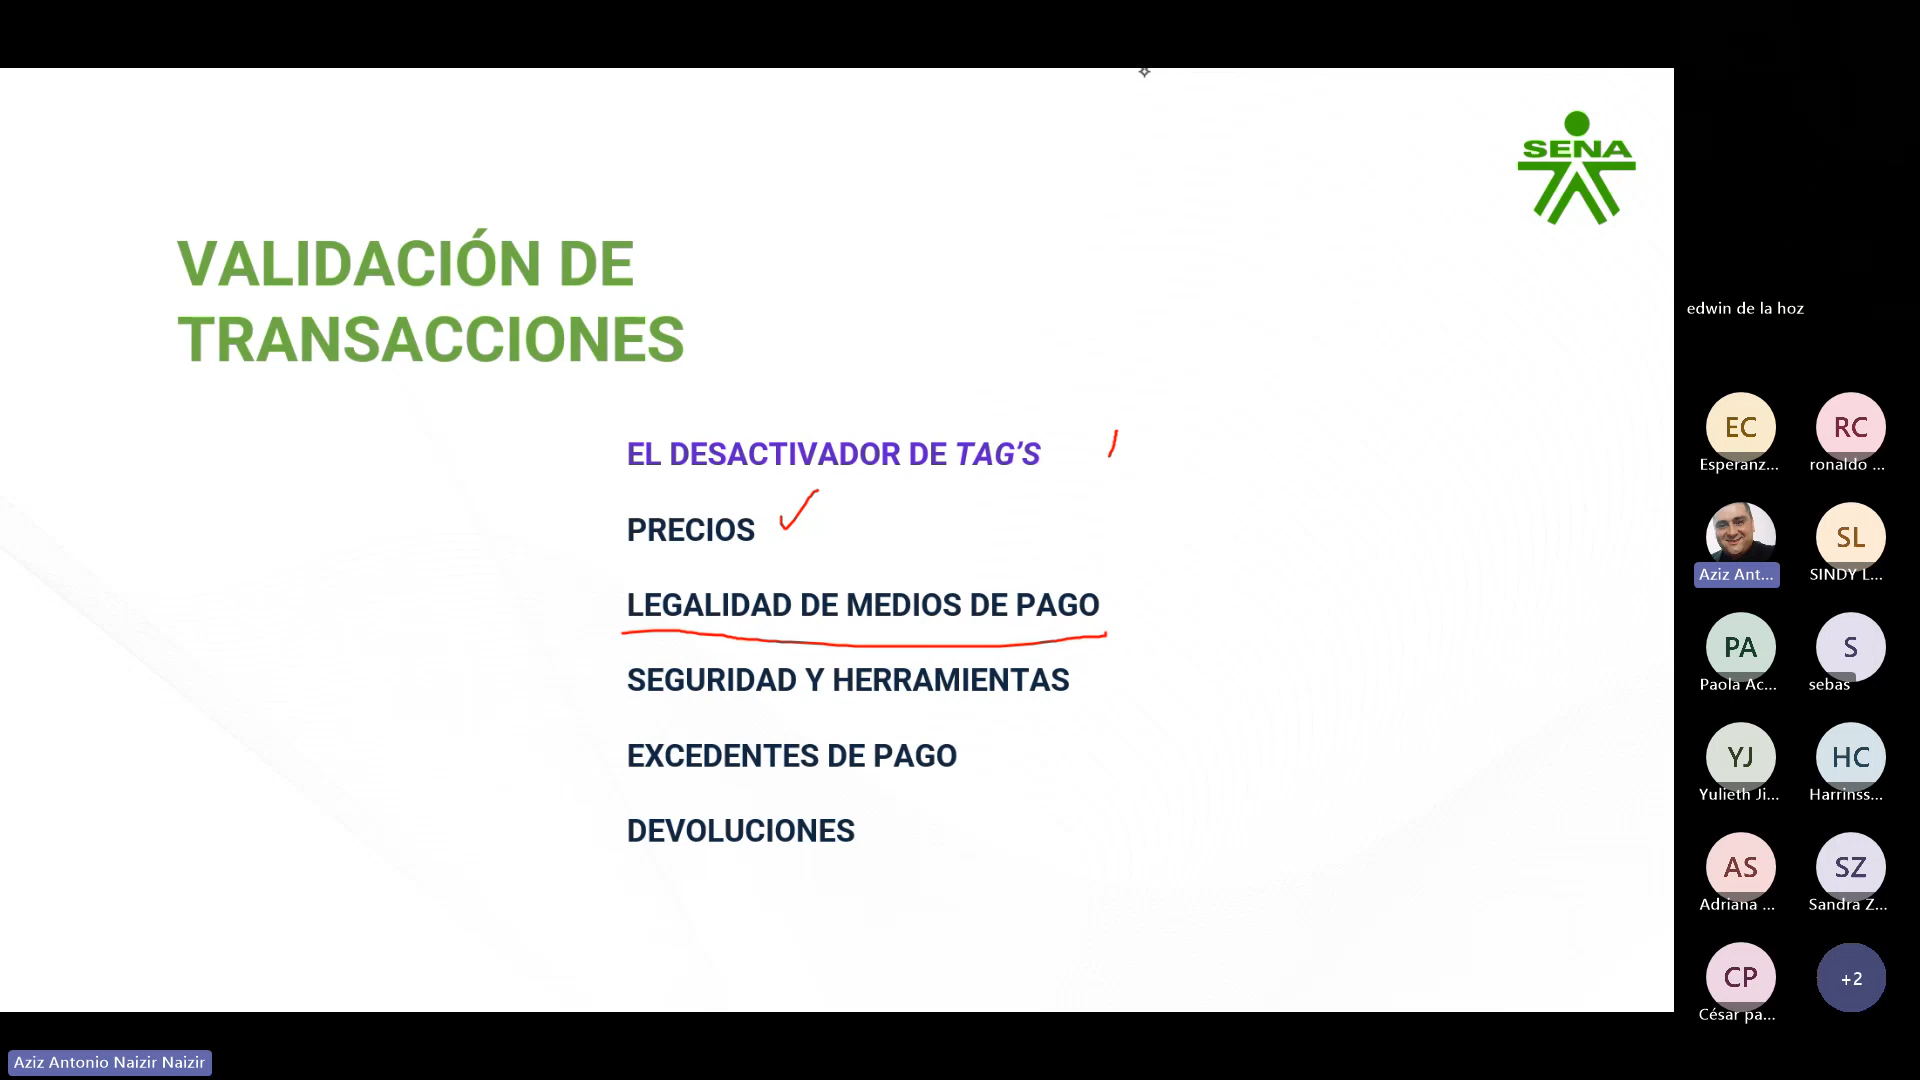 SENA
VALIDACIÓN DE
TRANSACCIONES
EL DESACTIVADOR DE TAG'S
PRECIOS
LEGALIDAD DE MEDIOS DE PAGO
SEGURIDAD Y HERRAMIENTAS
EXCEDENTES DE PAGO
DEVOLUCIONES
edwin de la hoz
EC
RC
Esperanz...
ronaldo ...
SL
Aziz Ant...
SINDY L...
PA
S
Paola Ac...
sebas
YJ
HC
Yulieth Ji...
Harrinss...
AS
SZ
Adriana ...
Sandra Z...
CP
+2
César pa...
Aziz Antonio Naizir Naizir